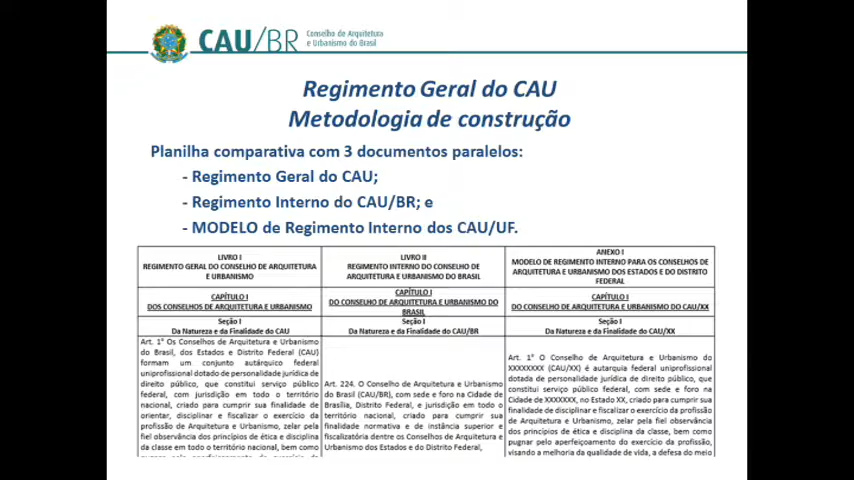 CAU/BR Conselho de Arquitetura
e Urbanismo do Brasil
Regimento Geral do CAU
Metodologia de construção
Planilha comparativa com 3 documentos paralelos:
- Regimento Geral do CAU;
- Regimento Interno do CAU/BR; e
- MODELO de Regimento Interno dos CAU/UF.
LIVRO I
REGIMENTO GERAL DO CONSELHO DE ARQUITETURA
E URBANISMO
LIVRO II
REGIMENTO INTERNO DO CONSELHO DE
ARQUITETURA E URBANISMO DO BRASIL
ANEXO I
MODELO DE REGIMENTO INTERNO PARA OS CONSELHOS DE
ARQUITETURA E URBANISMO DOS ESTADOS E DO DISTRITO
FEDERAL
CAPÍTULO I
DOS CONSELHOS DE ARQUITETURA E URBANISMO
CAPÍTULO I
DO CONSELHO DE ARQUITETURA E URBANISMO DO
BRASIL
CAPÍTULO I
DO CONSELHO DE ARQUITETURA E URBANISMO DO CAU/XX
Seção I
Da Natureza e da Finalidade do CAU
Seção I
Da Natureza e da Finalidade do CAU/BR
Seção I
Da Natureza e da Finalidade do CAU/XX
Art. 1° Os Conselhos de Arquitetura e Urbanismo
do Brasil, dos Estados e Distrito Federal (CAU)
formam um conjunto autárquico federal
uniprofissional dotado de personalidade jurídica de
direito público, que constitui serviço público
federal, com jurisdição em todo o território
nacional, criado para cumprir sua finalidade de
orientar, disciplinar e fiscalizar o exercício da
profissão de Arquitetura e Urbanismo, zelar pela
fiel observância dos princípios de ética e disciplina
da classe em todo o território nacional, bem como
Art. 224. O Conselho de Arquitetura e Urbanismo
do Brasil (CAU/BR), com sede e foro na Cidade de
Brasília, Distrito Federal, e jurisdição em todo o
território nacional, criado para cumprir sua
finalidade normativa e de instância superior e
fiscalizatória dentre os Conselhos de Arquitetura e
Urbanismo dos Estados e do Distrito Federal,
Art. 1° O Conselho de Arquitetura e Urbanismo do
XXXXXXXX (CAU/XX) é autarquia federal uniprofissional
dotada de personalidade jurídica de direito público, que
constitui serviço público federal, com sede e foro na
Cidade de XXXXXXX, no Estado XX, criado para cumprir sua
finalidade de disciplinar e fiscalizar o exercício da profissão
de Arquitetura e Urbanismo, zelar pela fiel observância
dos princípios de ética e disciplina da classe, bem como
pugnar pelo aperfeiçoamento do exercício da profissão,
visando a melhoria da qualidade de vida, a defesa do meio